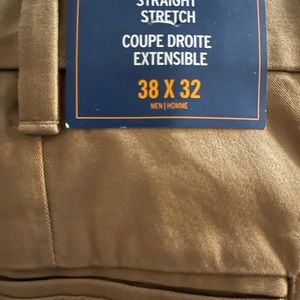 STRAIGHT
STRETCH
COUPE DROITE
EXTENSIBLE
38 X 32
MEN | HOMME